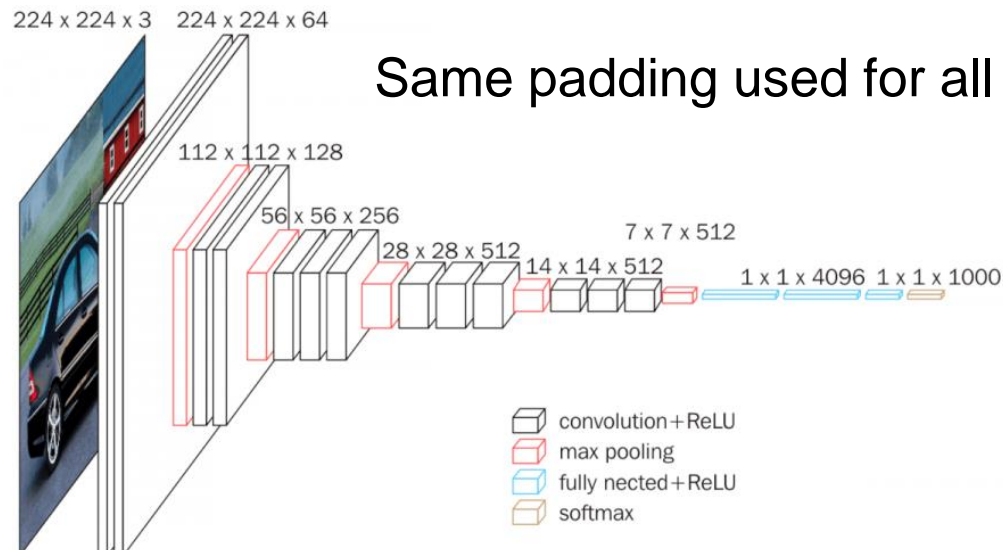 224 x 224 x 3 224 x 224 x 64
Same padding used for all
112 x 112 x 128
56 x 56 x 256
28 x 28 x 512
14 x 14 x 512
7 x 7 x 512
1 x 1 x 4096 1 x 1 x 1000
convolution+ReLU
max pooling
fully nected+ReLU
softmax